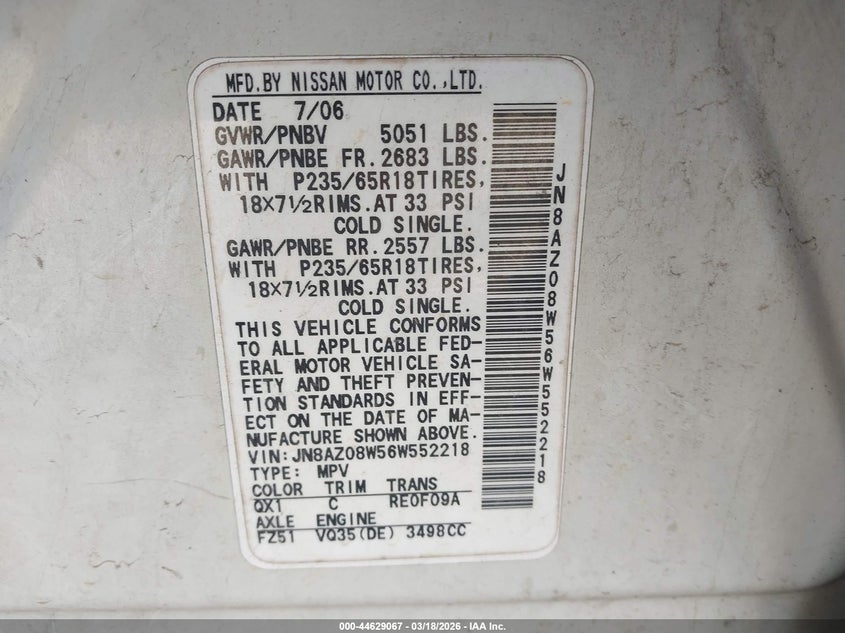 MFD.BY NISSAN MOTOR CO.,LTD.
DATE 7/06
GVWR/PNBV 5051 LBS.
GAWR/PNBE FR.2683 LBS.
WITH P235/65R18TIRES,
18×7½RIMS.AT 33 PSI
COLD SINGLE.
GAWR/PNBE RR.2557 LBS.
WITH P235/65R18TIRES,
18×7½RIMS.AT 33 PSI
COLD SINGLE.
THIS VEHICLE CONFORMS
TO ALL APPLICABLE FED-
ERAL MOTOR VEHICLE SA-
FETY AND THEFT PREVEN-
TION STANDARDS IN EFF-
ECT ON THE DATE OF MA-
NUFACTURE SHOWN ABOVE.
VIN:JN8AZ08W56W552218
TYPE: MPV
COLOR TRIM TRANS
QX1 C RE0F09A
AXLE ENGINE
FZ51 VQ35(DE) 3498CC
JN8AZ08W56W552218
000-44629067 — 03/18/2026 — IAA Inc.